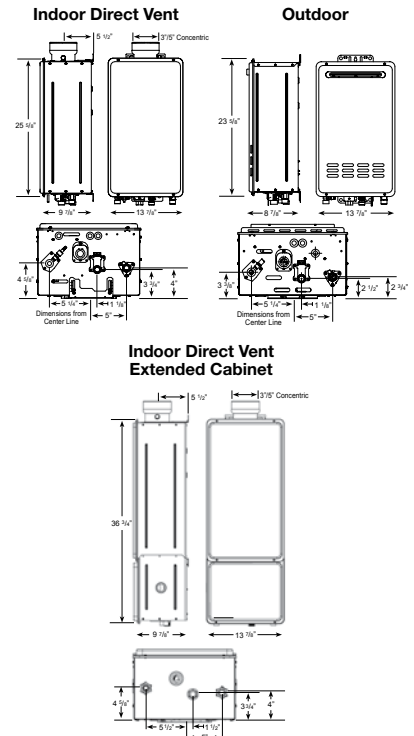 Indoor Direct Vent
Outdoor
5 1/2"
3"/5" Concentric
25 5/8"
23 5/8"
9 7/8"
13 7/8"
8 7/8"
13 7/8"
4 5/8"
3 3/4"
4"
5 1/4"
1 1/8"
5"
Dimensions from
Center Line
3 3/8"
2 1/2"
2 3/4"
5 1/4"
1 1/8"
5"
Dimensions from
Center Line
Indoor Direct Vent
Extended Cabinet
5 1/2"
3"/5" Concentric
36 3/4"
9 7/8"
13 7/8"
4 5/8"
3 3/4"
4"
5 1/2"
1 1/2"